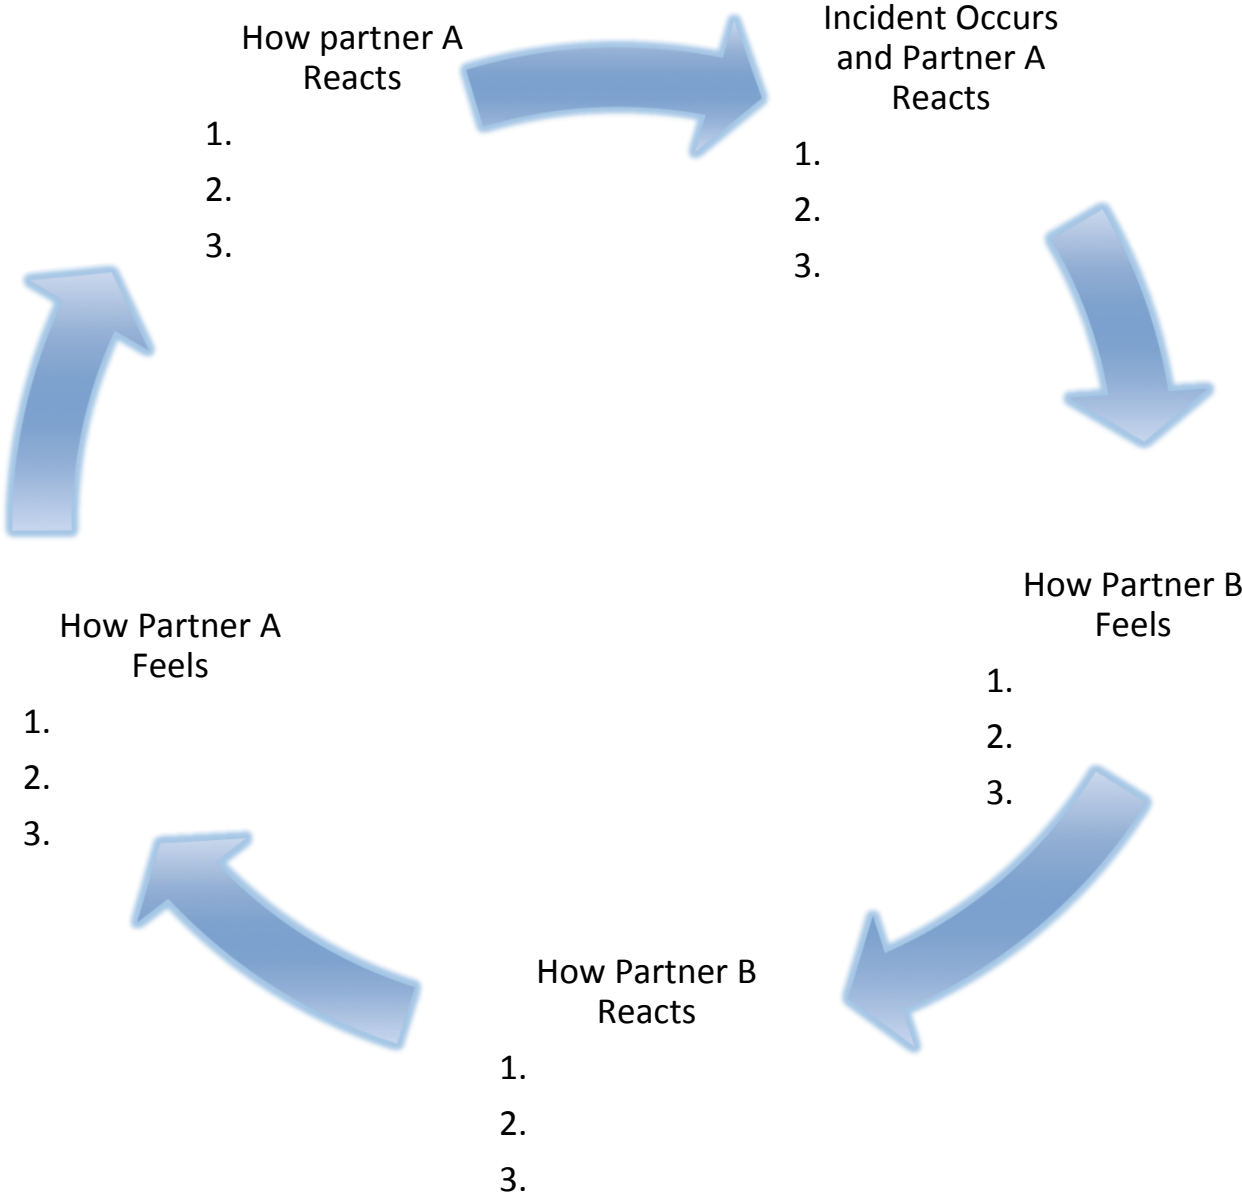 Incident Occurs
and Partner A
Reacts
1.
2.
3.
How Partner B
Feels
1.
2.
3.
How Partner B
Reacts
1.
2.
3.
How Partner A
Feels
1.
2.
3.
How partner A
Reacts
1.
2.
3.